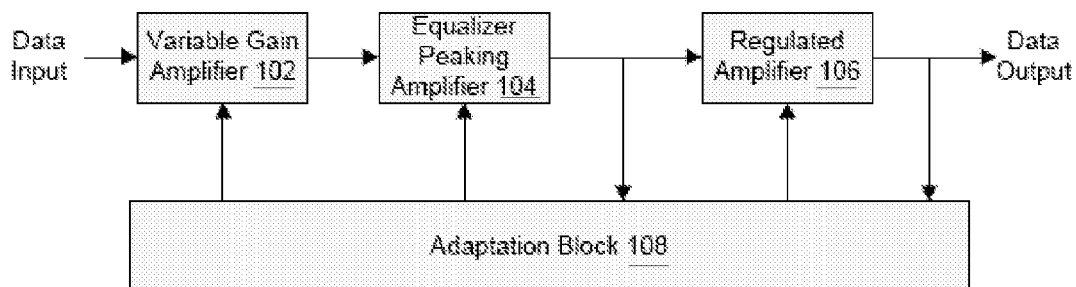 Data
Input
Variable Gain
Amplifier 102
Equalizer
Peaking
Amplifier 104
Regulated
Amplifier 106
Data
Output
Adaptation Block 108